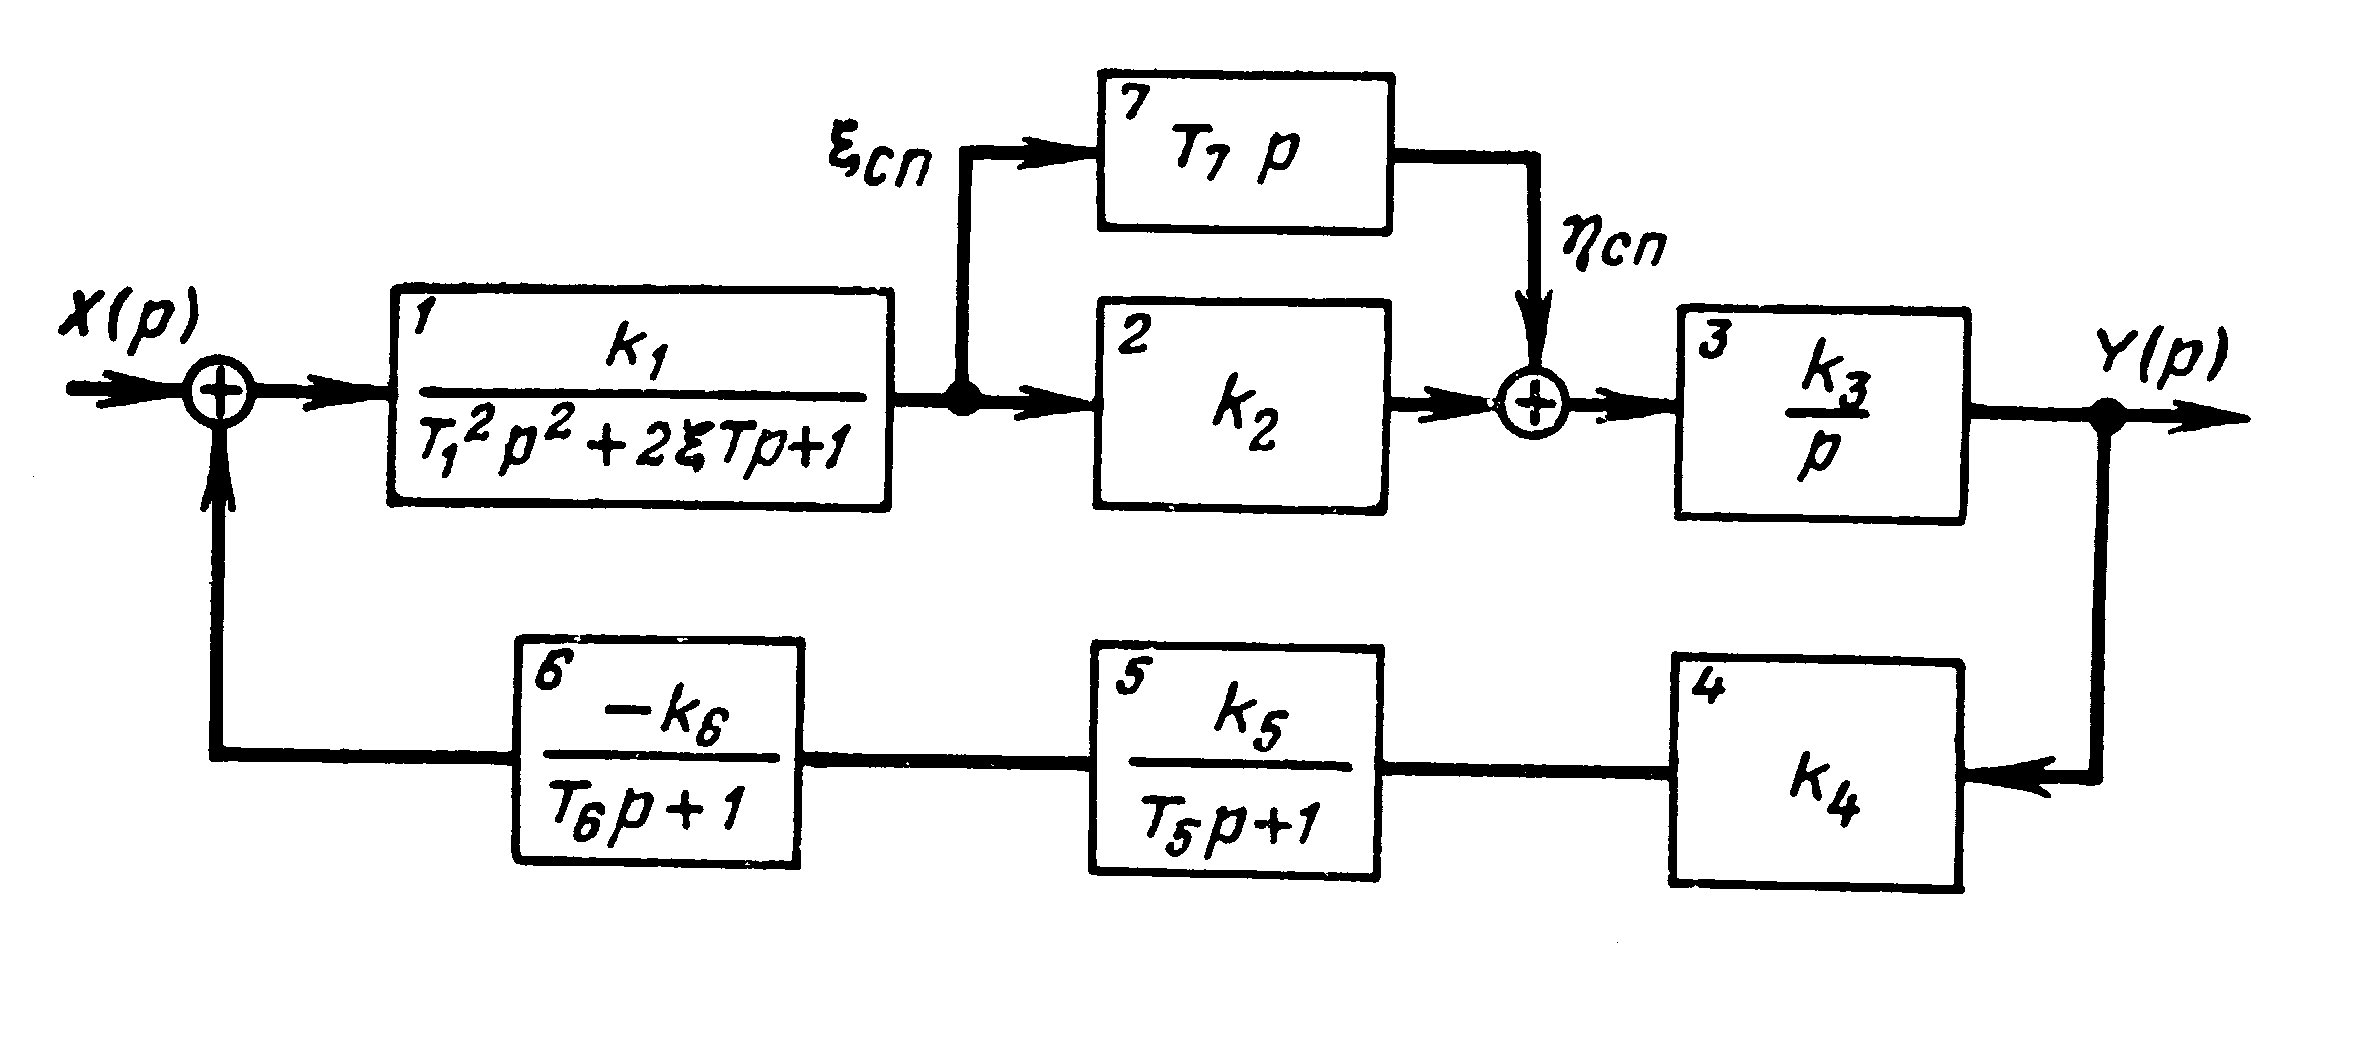 7
T₇ p
ξсп
ηсп
X(p)
+
1
k₁
T₁²p²+2ξTp+1
2
k₂
+
3
k₃
p
Y(p)
6
−k₆
T₆p+1
5
k₅
T₅p+1
4
k₄